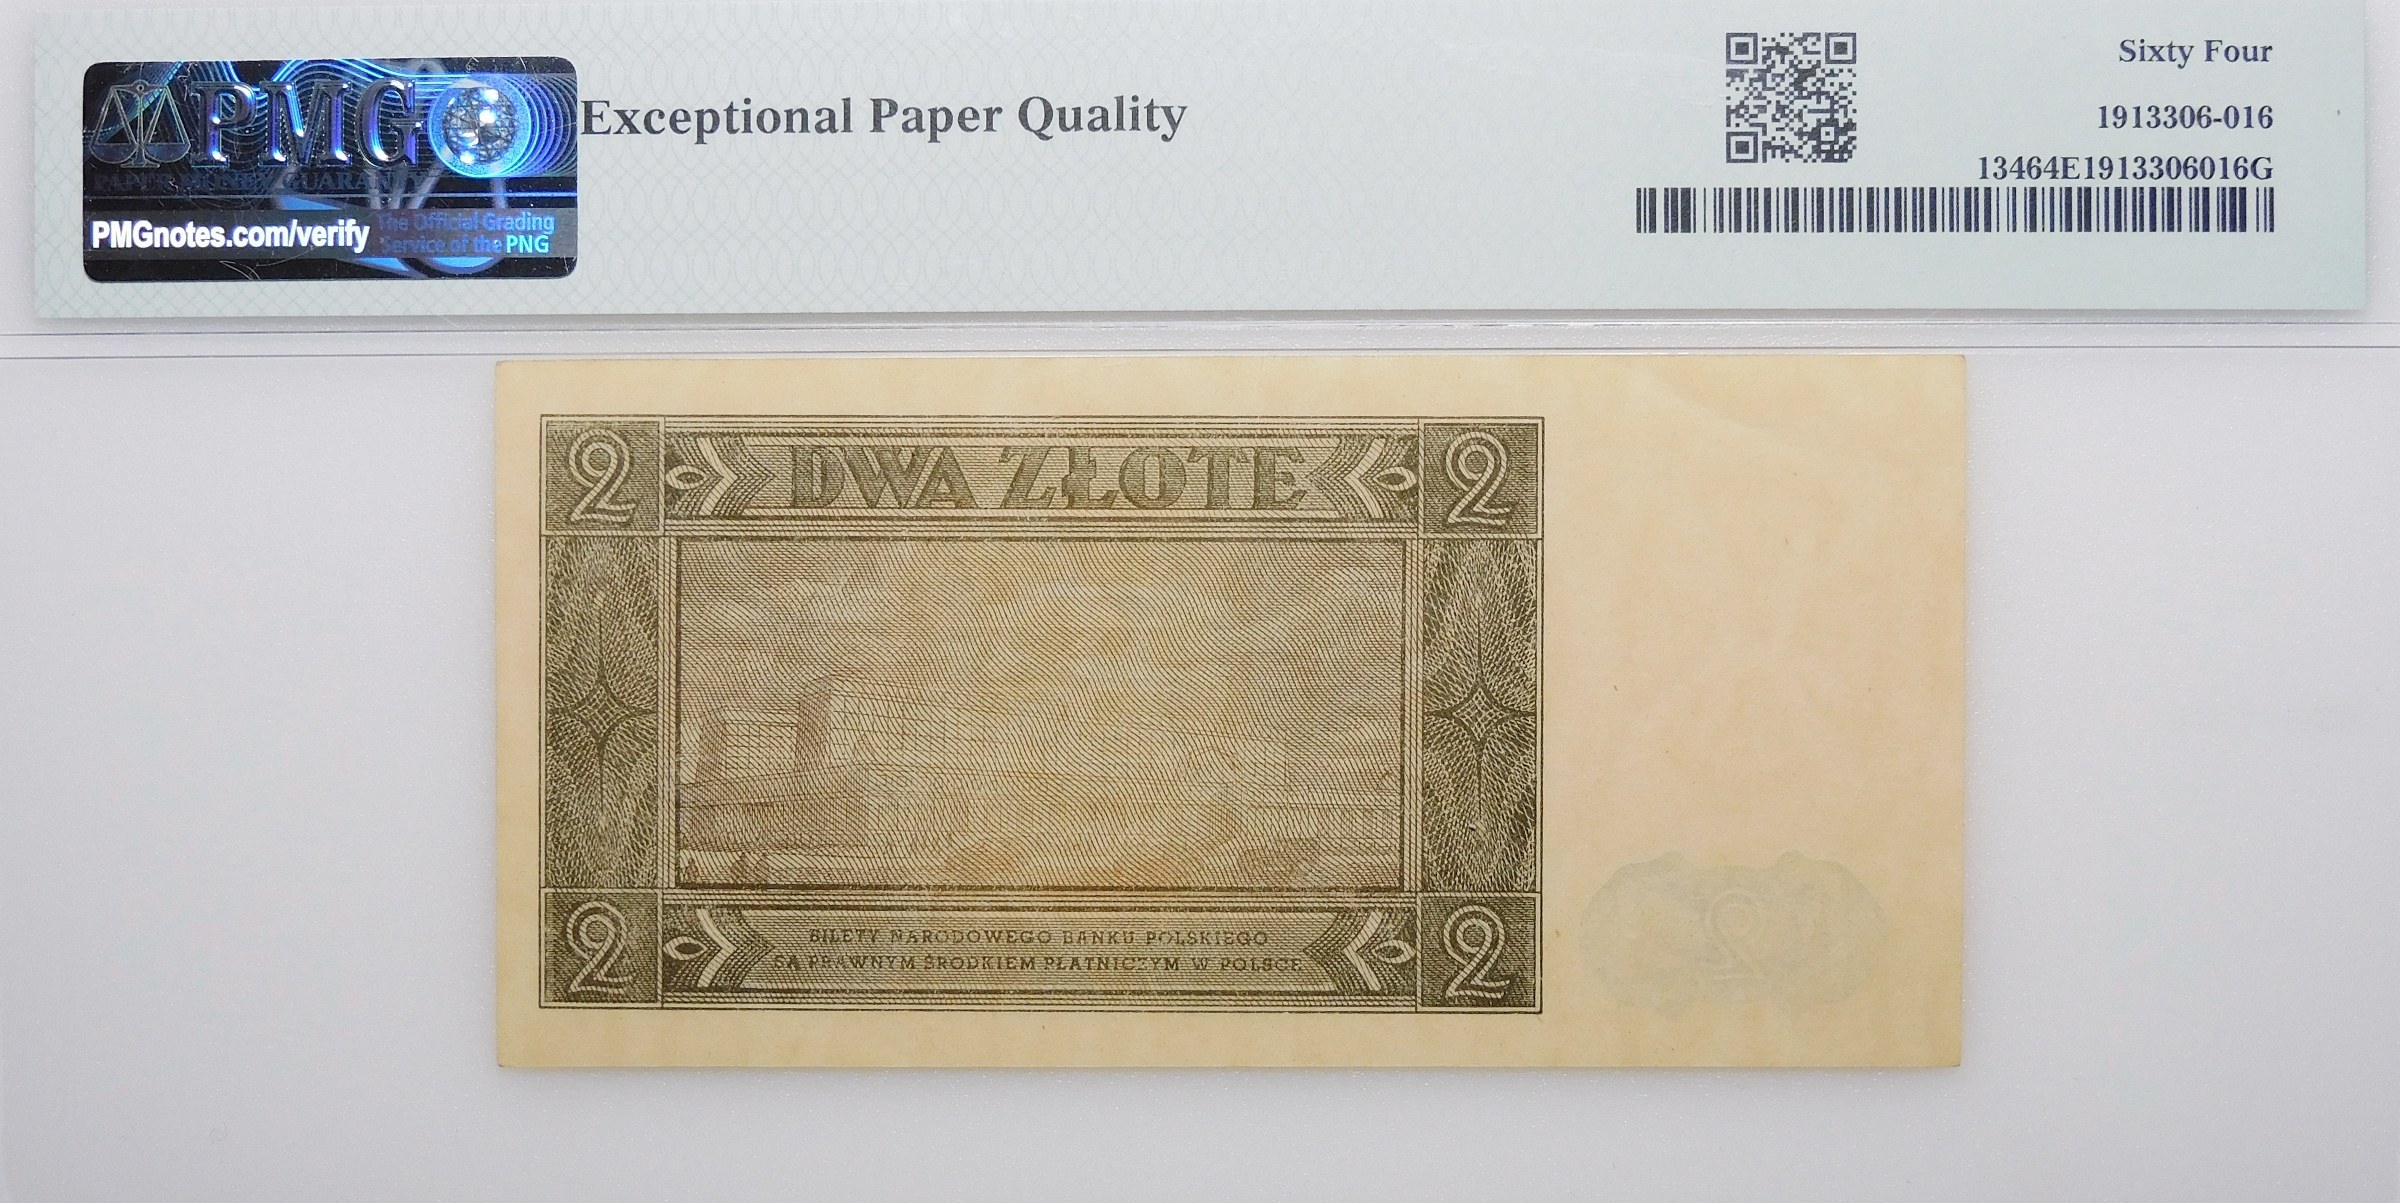 PMG
PAPER MONEY GUARANTY
PMGnotes.com/verify
The Official Grading
Service of the PNG
Exceptional Paper Quality
Sixty Four
1913306-016
13464E1913306016G
2 DWA ZŁOTE 2
2 BILETY NARODOWEGO BANKU POLSKIEGO 2
SĄ PRAWNYM ŚRODKIEM PŁATNICZYM W POLSCE
2